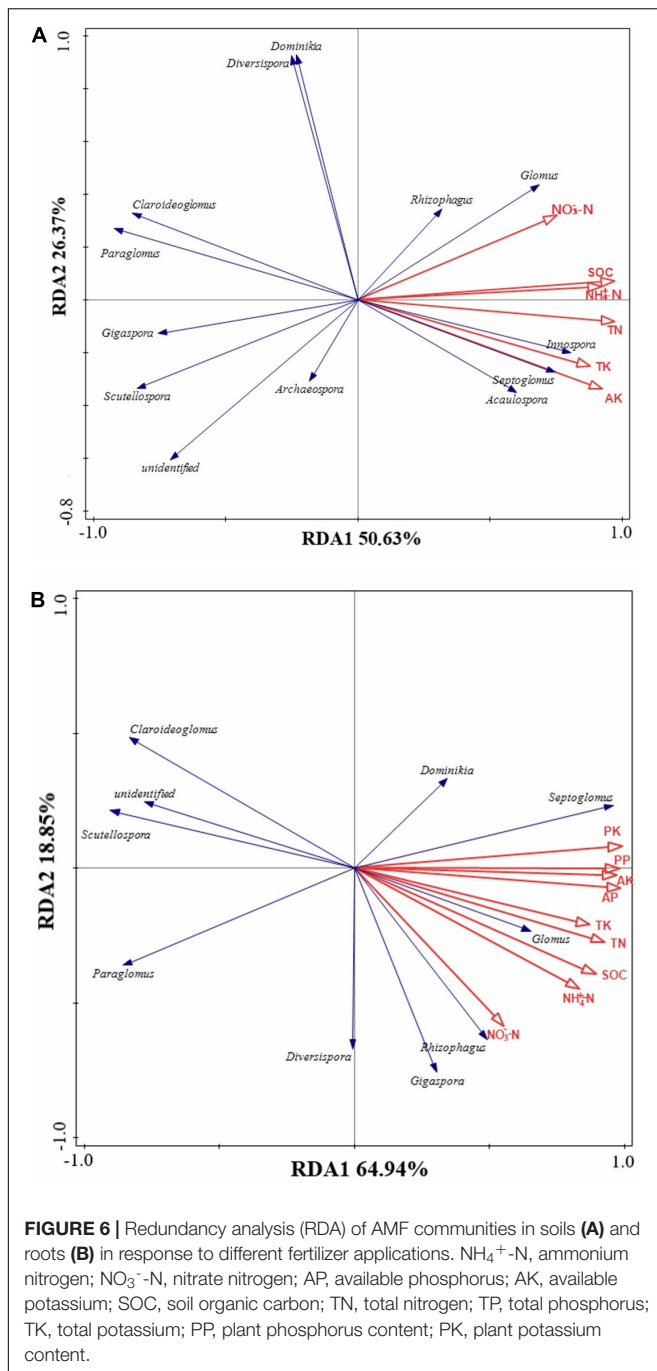 A
1.0
Dominikia
Diversispora
Glomus
Claroideoglomus
Rhizophagus
NO₃⁻-N
Paraglomus
SOC
NH₄⁺-N
TN
Gigaspora
Innospora
TK
Septoglomus
Scutellospora
Archaeospora
AK
Acaulospora
unidentified
RDA2 26.37%
-0.8
-1.0
RDA1 50.63%
1.0
B
1.0
Claroideoglomus
Dominikia
unidentified
Septoglomus
Scutellospora
PK
PP
AK
AP
TK
Glomus
TN
SOC
Paraglomus
NH₄⁺-N
NO₃⁻-N
Rhizophagus
Diversispora
Gigaspora
RDA2 18.85%
-1.0
-1.0
RDA1 64.94%
1.0
FIGURE 6 | Redundancy analysis (RDA) of AMF communities in soils (A) and
roots (B) in response to different fertilizer applications. NH₄⁺-N, ammonium
nitrogen; NO₃⁻-N, nitrate nitrogen; AP, available phosphorus; AK, available
potassium; SOC, soil organic carbon; TN, total nitrogen; TP, total phosphorus;
TK, total potassium; PP, plant phosphorus content; PK, plant potassium
content.